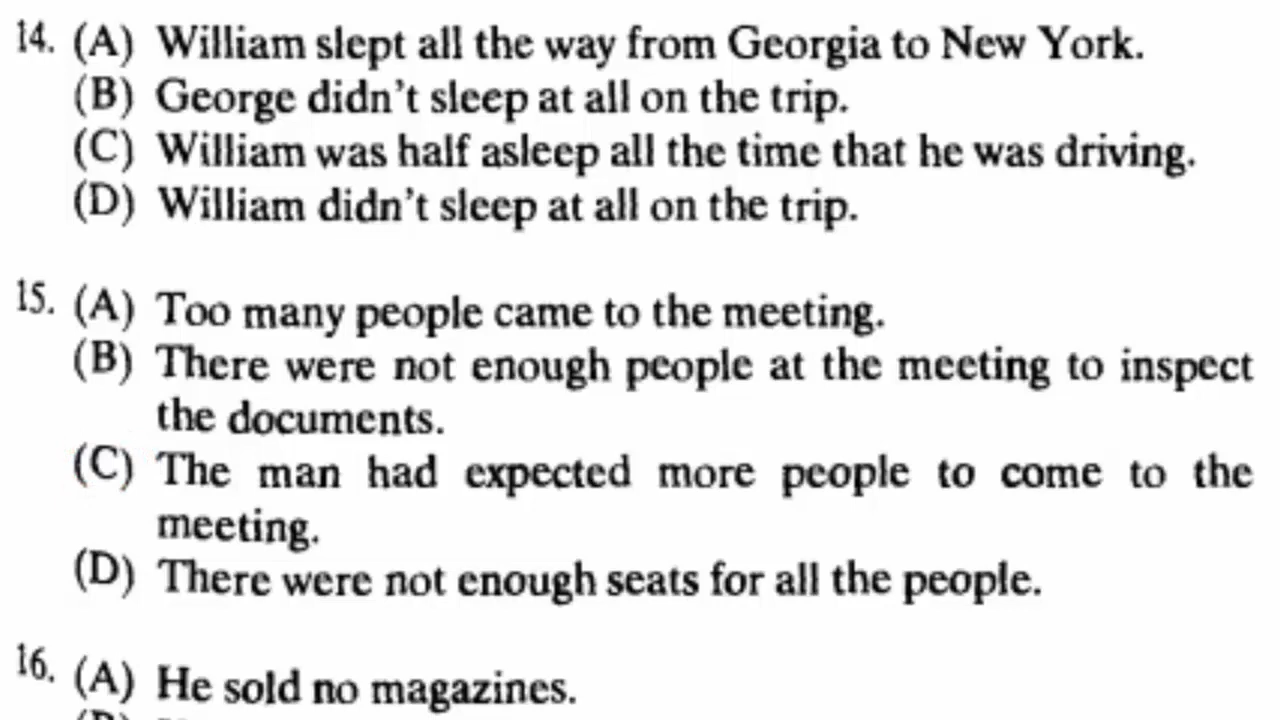 14. (A) William slept all the way from Georgia to New York.
(B) George didn't sleep at all on the trip.
(C) William was half asleep all the time that he was driving.
(D) William didn't sleep at all on the trip.
15. (A) Too many people came to the meeting.
(B) There were not enough people at the meeting to inspect
the documents.
(C) The man had expected more people to come to the
meeting.
(D) There were not enough seats for all the people.
16. (A) He sold no magazines.